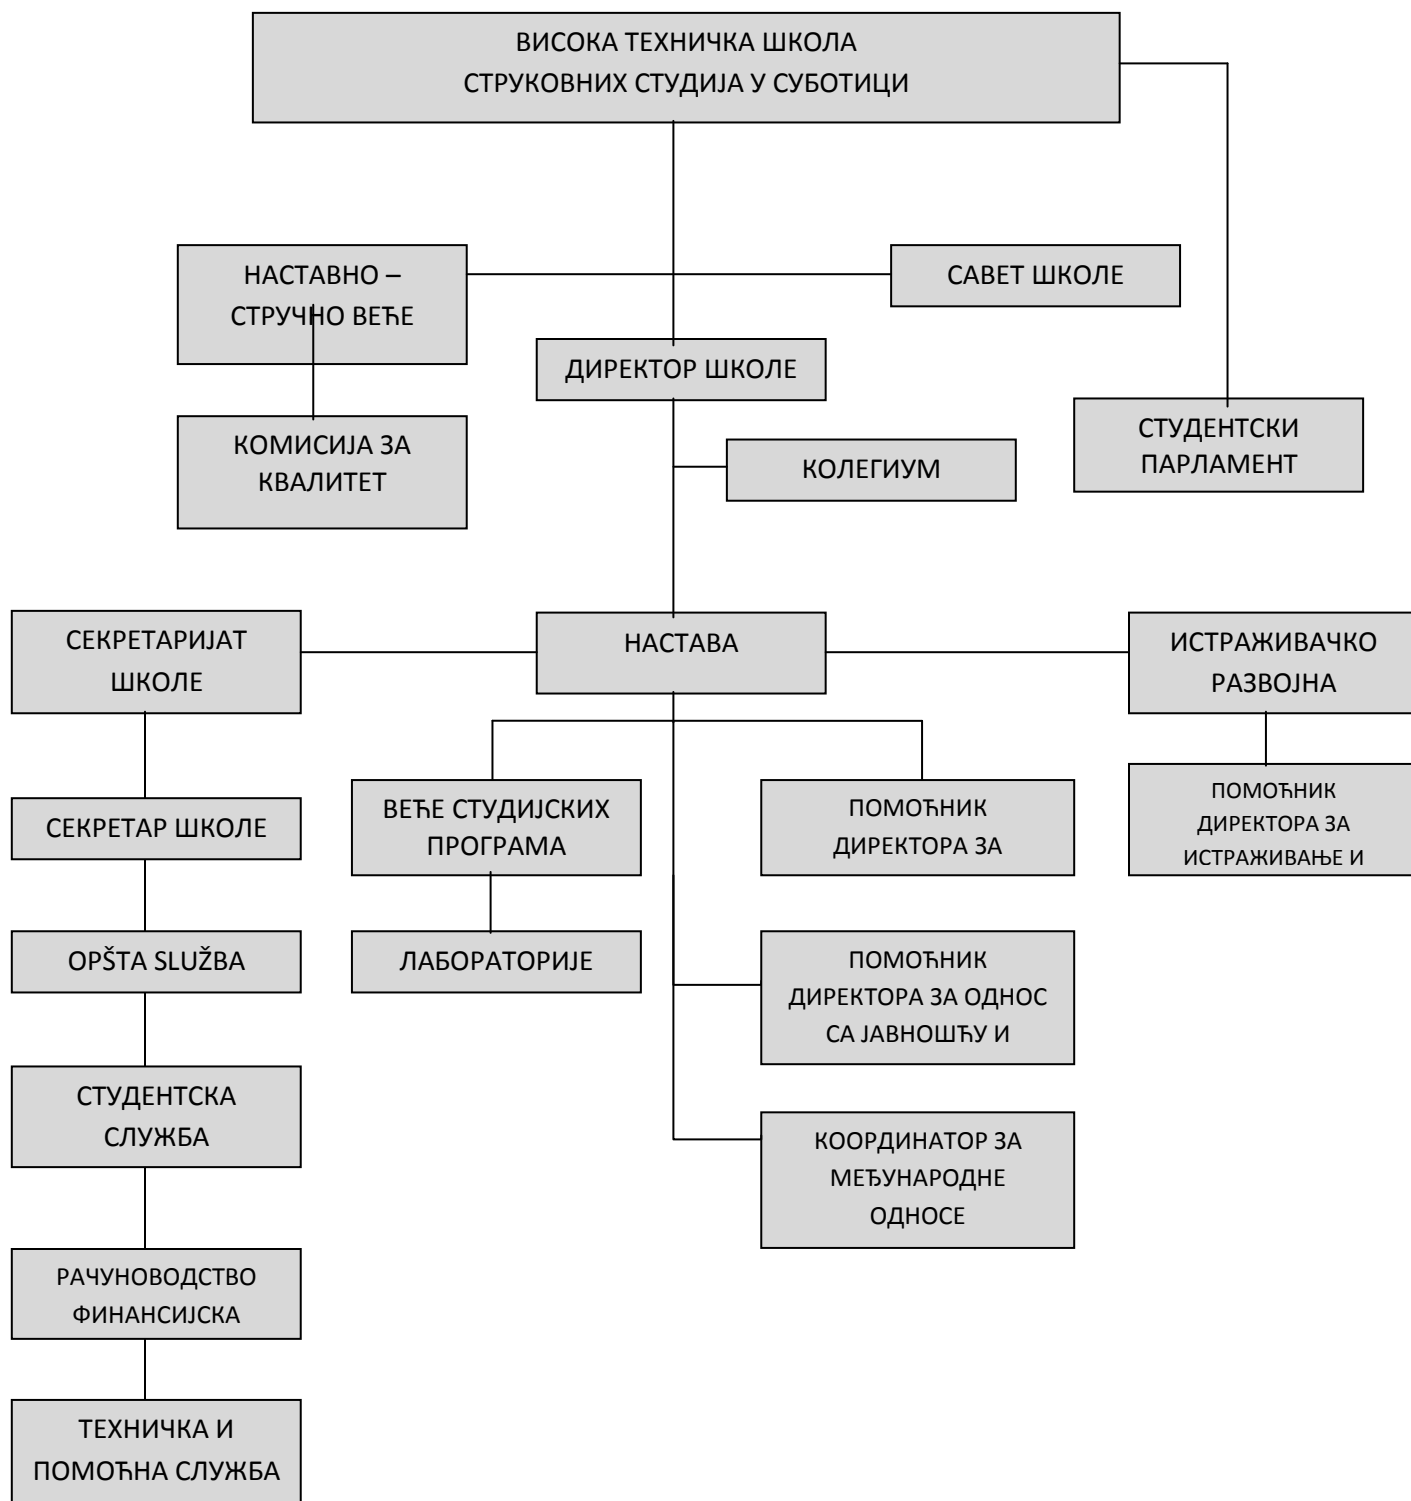 ВИСОКА ТЕХНИЧКА ШКОЛА
СТРУКОВНИХ СТУДИЈА У СУБОТИЦИ
НАСТАВНО –
СТРУЧНО ВЕЋЕ
САВЕТ ШКОЛЕ
ДИРЕКТОР ШКОЛЕ
КОМИСИЈА ЗА
КВАЛИТЕТ
КОЛЕГИУМ
СТУДЕНТСКИ
ПАРЛАМЕНТ
СЕКРЕТАРИЈАТ
ШКОЛЕ
НАСТАВА
ИСТРАЖИВАЧКО
РАЗВОЈНА
СЕКРЕТАР ШКОЛЕ
ВЕЋЕ СТУДИЈСКИХ
ПРОГРАМА
ПОМОЋНИК
ДИРЕКТОРА ЗА
ПОМОЋНИК
ДИРЕКТОРА ЗА
ИСТРАЖИВАЊЕ И
OPŠTA SLUŽBA
ЛАБОРАТОРИЈЕ
ПОМОЋНИК
ДИРЕКТОРА ЗА ОДНОС
СА ЈАВНОШЋУ И
СТУДЕНТСКА
СЛУЖБА
КООРДИНАТОР ЗА
МЕЂУНАРОДНЕ
ОДНОСЕ
РАЧУНОВОДСТВО
ФИНАНСИЈСКА
ТЕХНИЧКА И
ПОМОЋНА СЛУЖБА